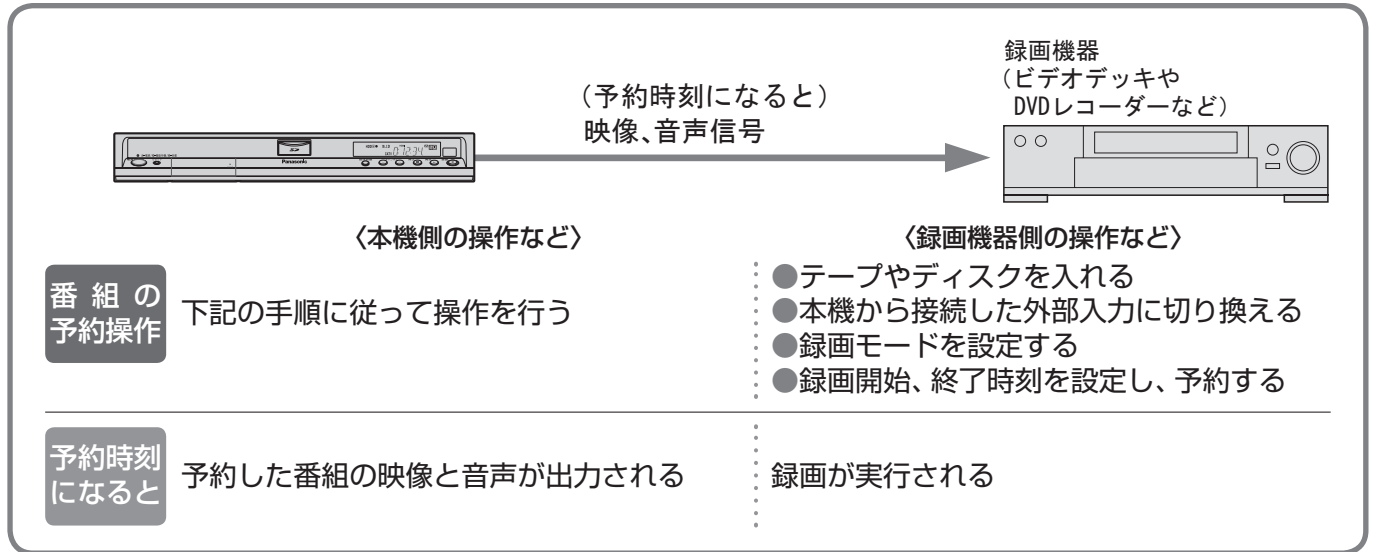 録画機器
（ビデオデッキや
DVDレコーダーなど）
（予約時刻になると）
映像、音声信号
Panasonic
〈本機側の操作など〉
〈録画機器側の操作など〉
番組の
予約操作
下記の手順に従って操作を行う
●テープやディスクを入れる
●本機から接続した外部入力に切り換える
●録画モードを設定する
●録画開始、終了時刻を設定し、予約する
予約時刻
になると
予約した番組の映像と音声が出力される
録画が実行される